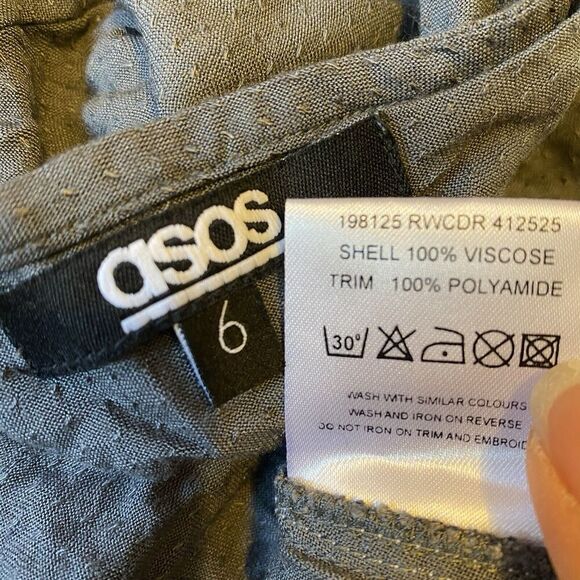 asos
6
198125 RWCDR 412525
SHELL 100% VISCOSE
TRIM 100% POLYAMIDE
30°
WASH WITH SIMILAR COLOURS
WASH AND IRON ON REVERSE
DO NOT IRON ON TRIM AND EMBROID